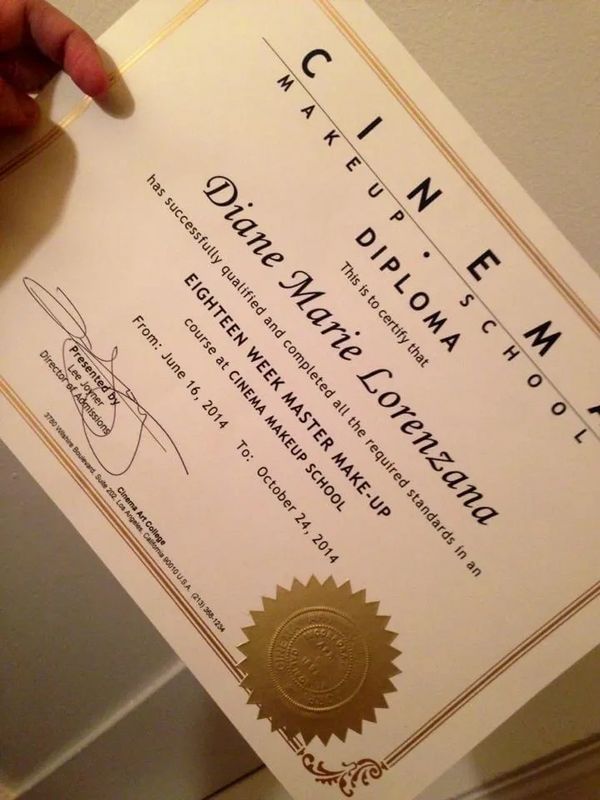 CINEMA
MAKEUP · SCHOOL
DIPLOMA
This is to certify that
Diane Marie Lorenzana
has successfully qualified and completed all the required standards in an
EIGHTEEN WEEK MASTER MAKE-UP
course at CINEMA MAKEUP SCHOOL
From: June 16, 2014 To: October 24, 2014
Presented by
Lee Joyner
Director of Admissions
Cinema Art College
3780 Wilshire Boulevard, Suite 202, Los Angeles, California 90010 U.S.A. (213) 368-1234